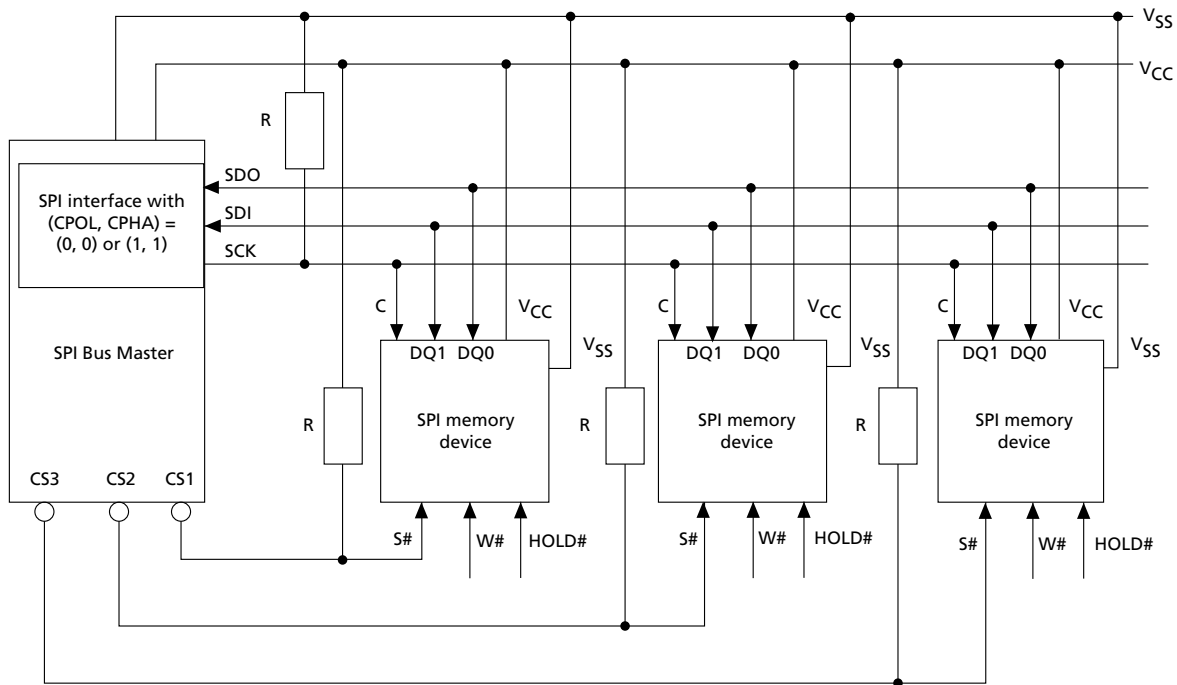 VSS
VCC
R
SDO
SPI interface with
(CPOL, CPHA) =
(0, 0) or (1, 1)
SDI
SCK
SPI Bus Master
CS3 CS2 CS1
C
VCC
VSS
DQ1 DQ0
SPI memory
device
R
S#
W#
HOLD#
C
VCC
VSS
DQ1 DQ0
SPI memory
device
R
S#
W#
HOLD#
C
VCC
VSS
DQ1 DQ0
SPI memory
device
R
S#
W#
HOLD#